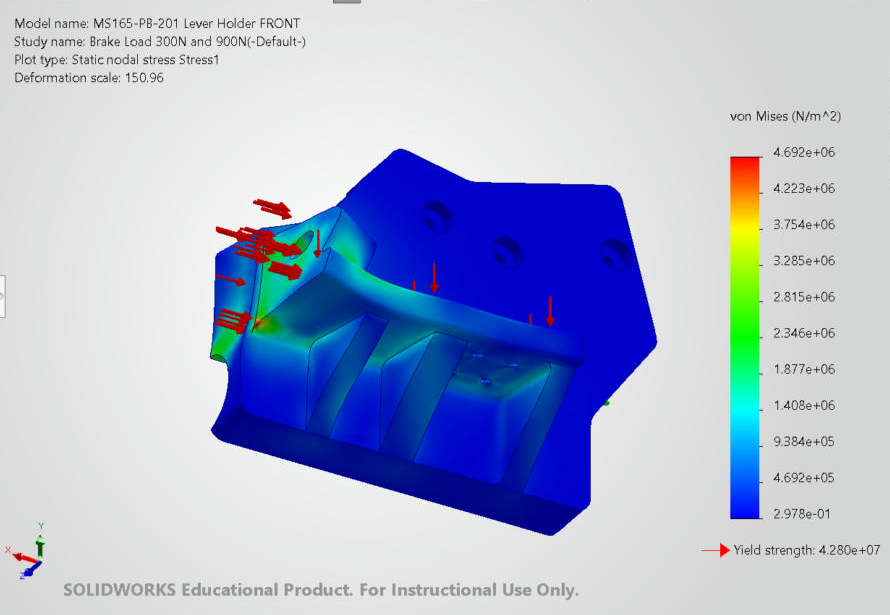 Model name: MS165-PB-201 Lever Holder FRONT
Study name: Brake Load 300N and 900N(-Default-)
Plot type: Static nodal stress Stress1
Deformation scale: 150.96
von Mises (N/m^2)
4.692e+06
4.223e+06
3.754e+06
3.285e+06
2.815e+06
2.346e+06
1.877e+06
1.408e+06
9.384e+05
4.692e+05
2.978e-01
Yield strength: 4.280e+07
Y
X
Z
SOLIDWORKS Educational Product. For Instructional Use Only.